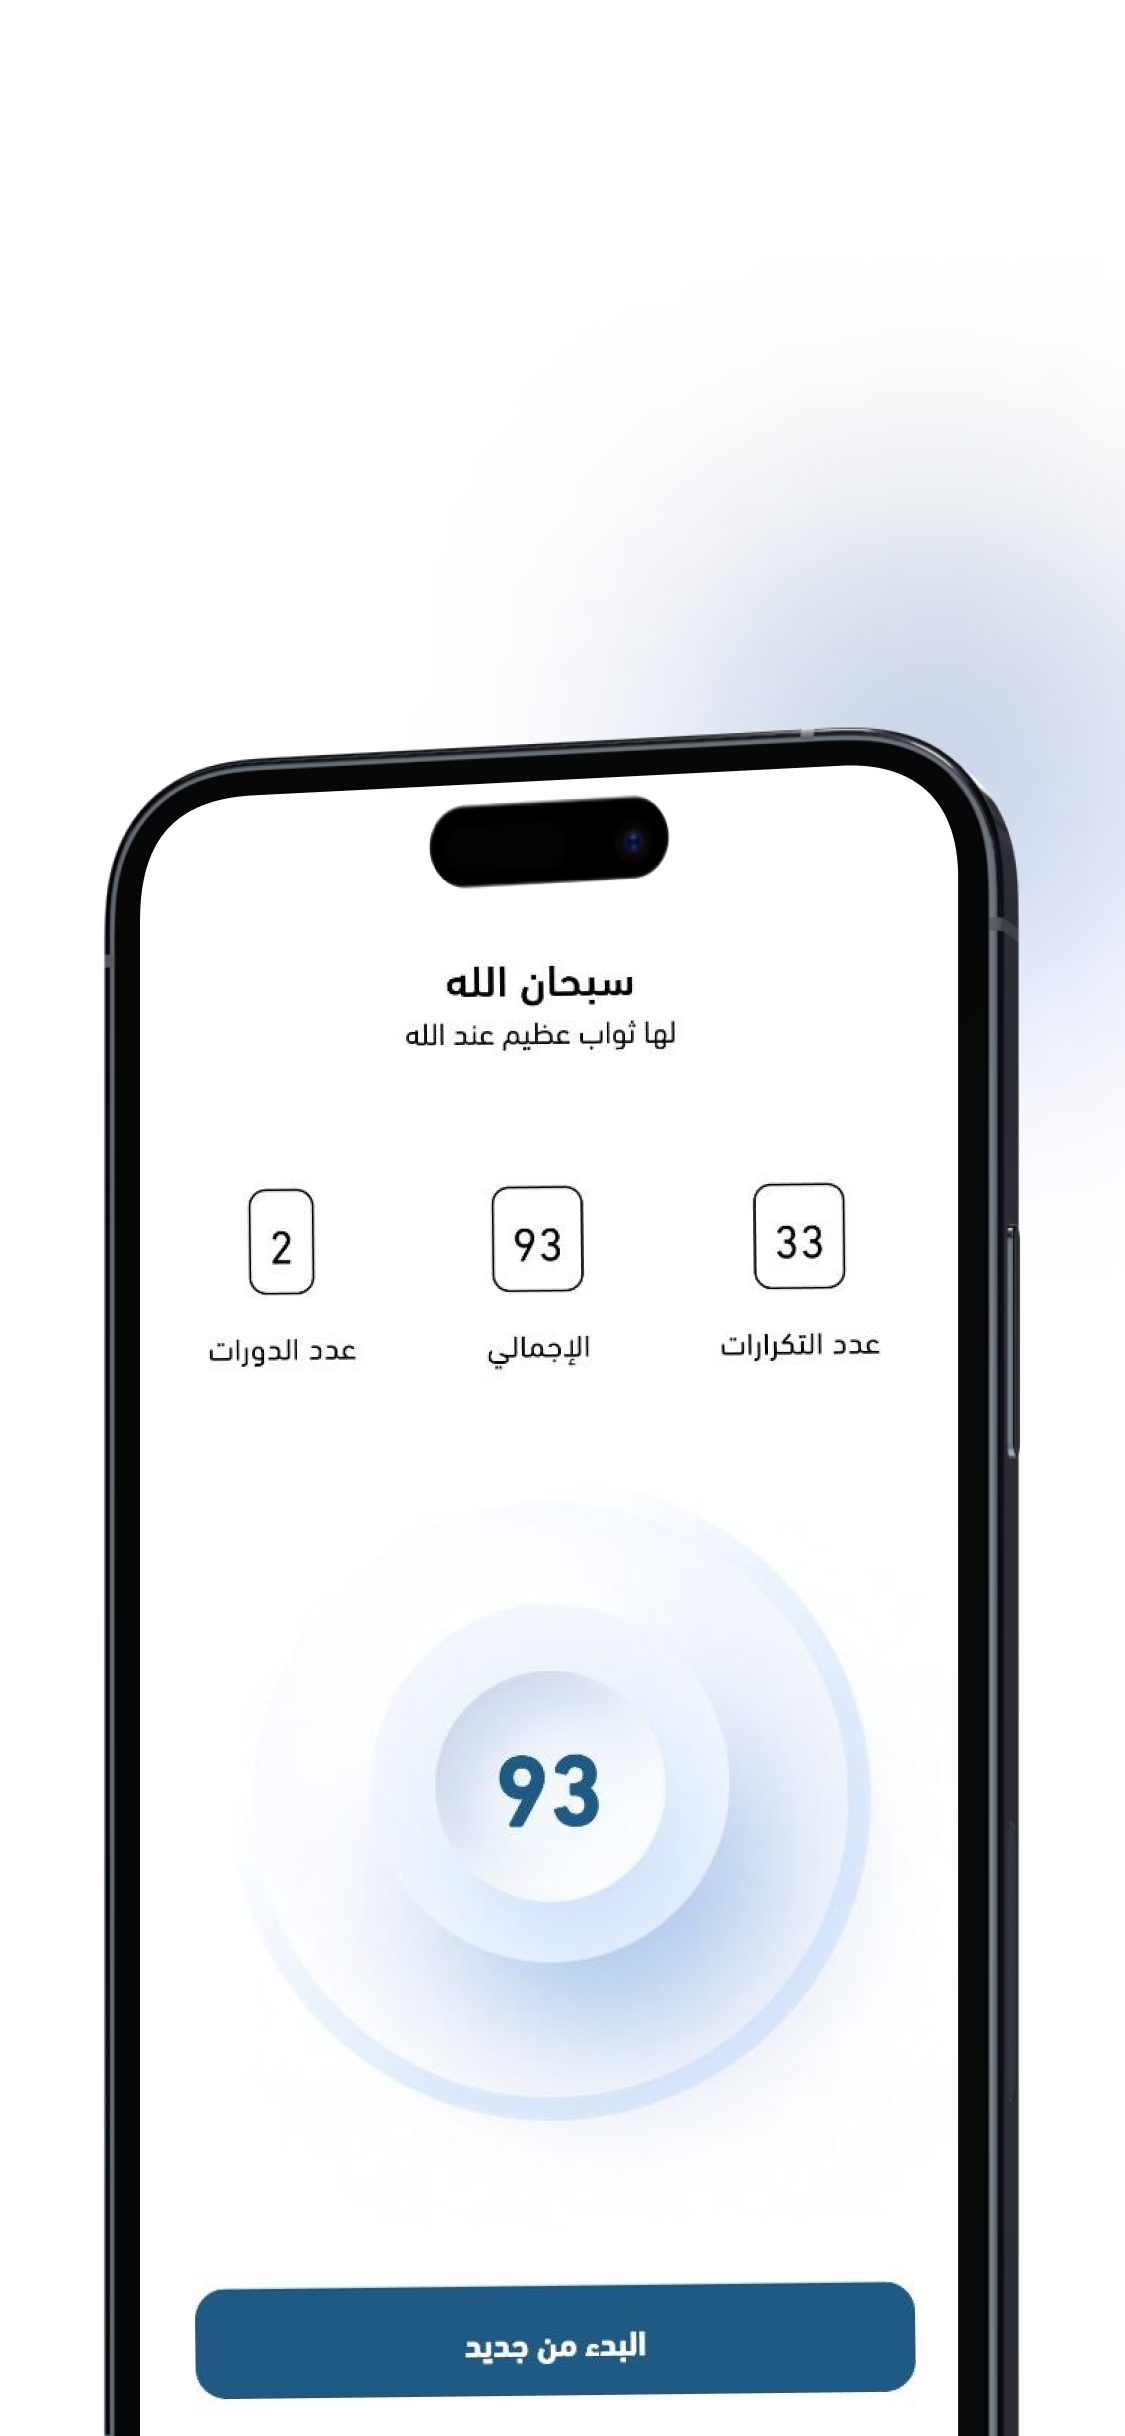 سبحان الله
لها ثواب عظيم عند الله
33
93
2
عدد التكرارات
الإجمالي
عدد الدورات
93
البدء من جديد